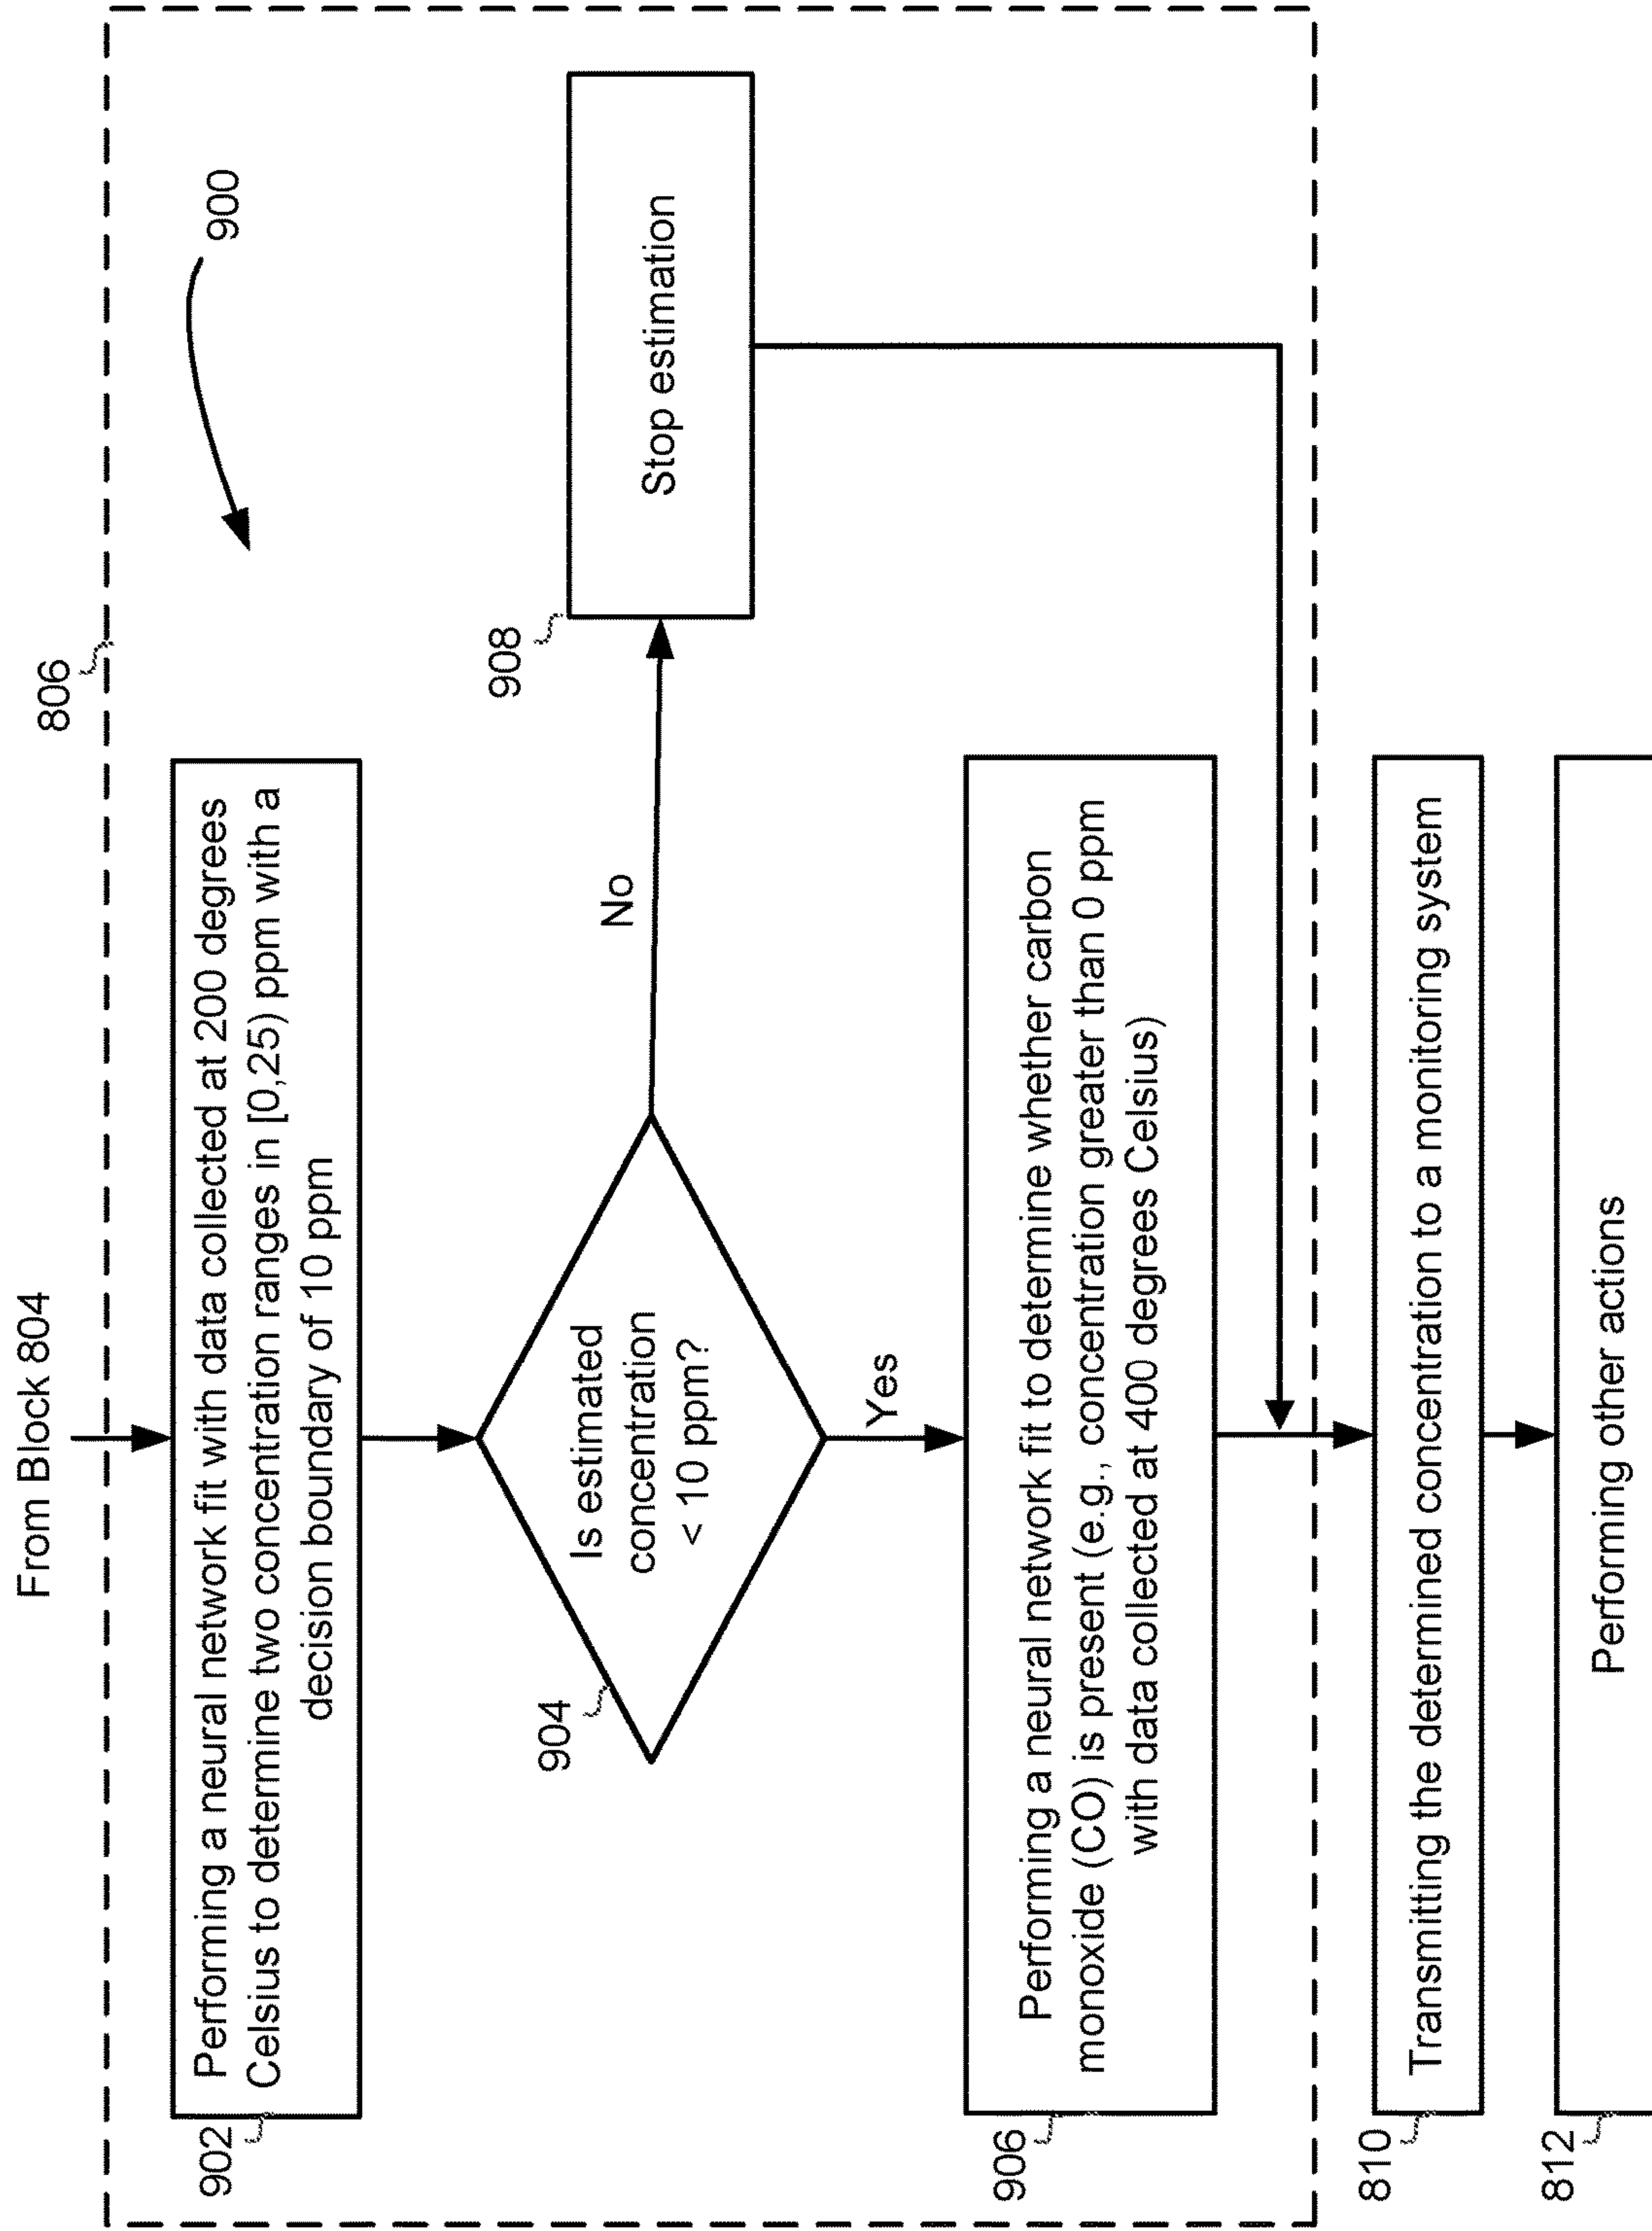 From Block 804
806
900
902
Performing a neural network fit with data collected at 200 degrees
Celsius to determine two concentration ranges in [0,25) ppm with a
decision boundary of 10 ppm
904
Is estimated
concentration
< 10 ppm?
No
908
Stop estimation
Yes
906
Performing a neural network fit to determine whether carbon
monoxide (CO) is present (e.g., concentration greater than 0 ppm
with data collected at 400 degrees Celsius)
810
Transmitting the determined concentration to a monitoring system
812
Performing other actions